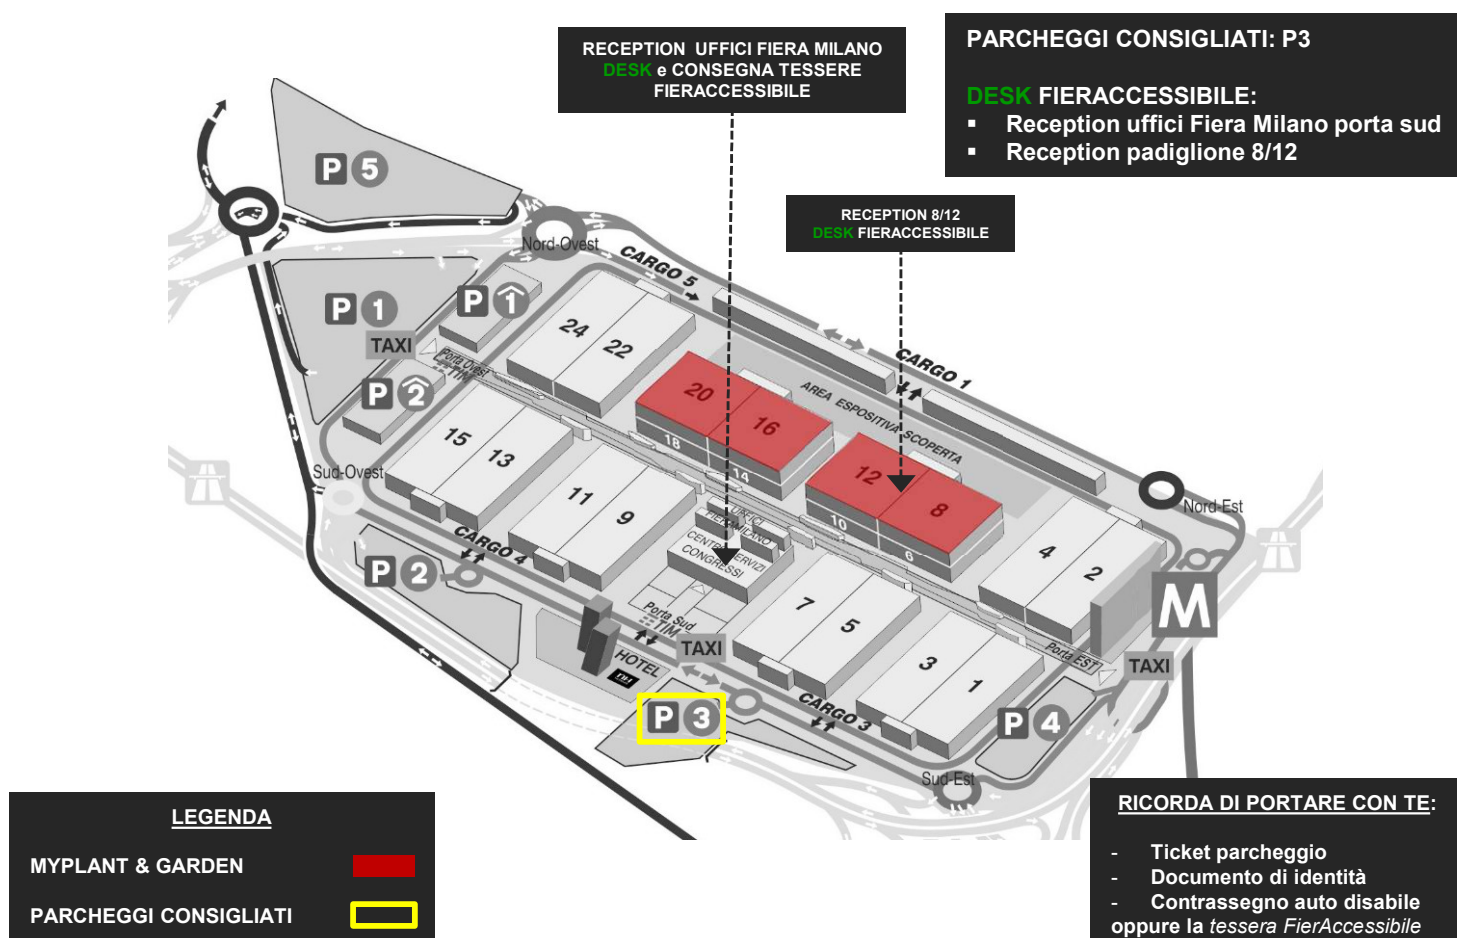 RECEPTION UFFICI FIERA MILANO
DESK e CONSEGNA TESSERE
FIERACCESSIBILE
PARCHEGGI CONSIGLIATI: P3
DESK FIERACCESSIBILE:
▪ Reception uffici Fiera Milano porta sud
▪ Reception padiglione 8/12
RECEPTION 8/12
DESK FIERACCESSIBILE
P 5
Nord-Ovest
CARGO 5
P 1
P 1
TAXI
Porta Ovest
TIM
24
22
CARGO 1
P 2
20
16
18
14
AREA ESPOSITIVA SCOPERTA
15
13
Sud-Ovest
12
8
10
6
11
9
UFFICI
FIERA MILANO
CENTRO SERVIZI
CONGRESSI
Nord-Est
4
2
M
CARGO 4
P 2
7
5
Porta Sud
TIM
TAXI
HOTEL
3
1
Porta EST
TAXI
P 3
CARGO 3
P 4
Sud-Est
LEGENDA
MYPLANT & GARDEN
PARCHEGGI CONSIGLIATI
RICORDA DI PORTARE CON TE:
- Ticket parcheggio
- Documento di identità
- Contrassegno auto disabile
oppure la tessera FierAccessibile